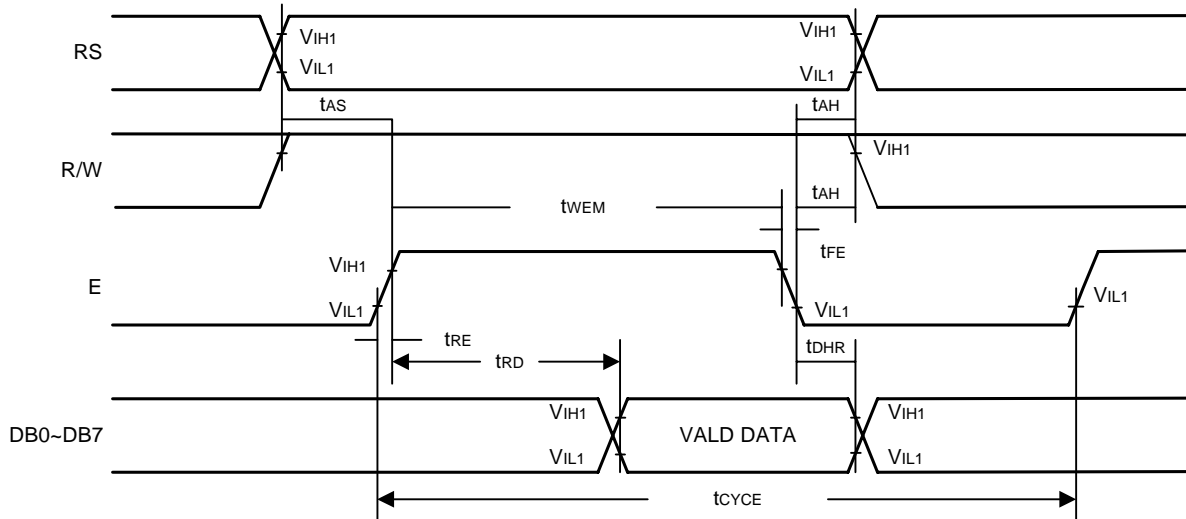 RS
VIH1
VIL1
VIH1
VIL1
tAS
tAH
R/W
VIH1
tWEM
tAH
tFE
E
VIH1
VIL1
VIL1
VIL1
tRE
tRD
tDHR
DB0~DB7
VIH1
VIL1
VALD DATA
VIH1
VIL1
tCYCE